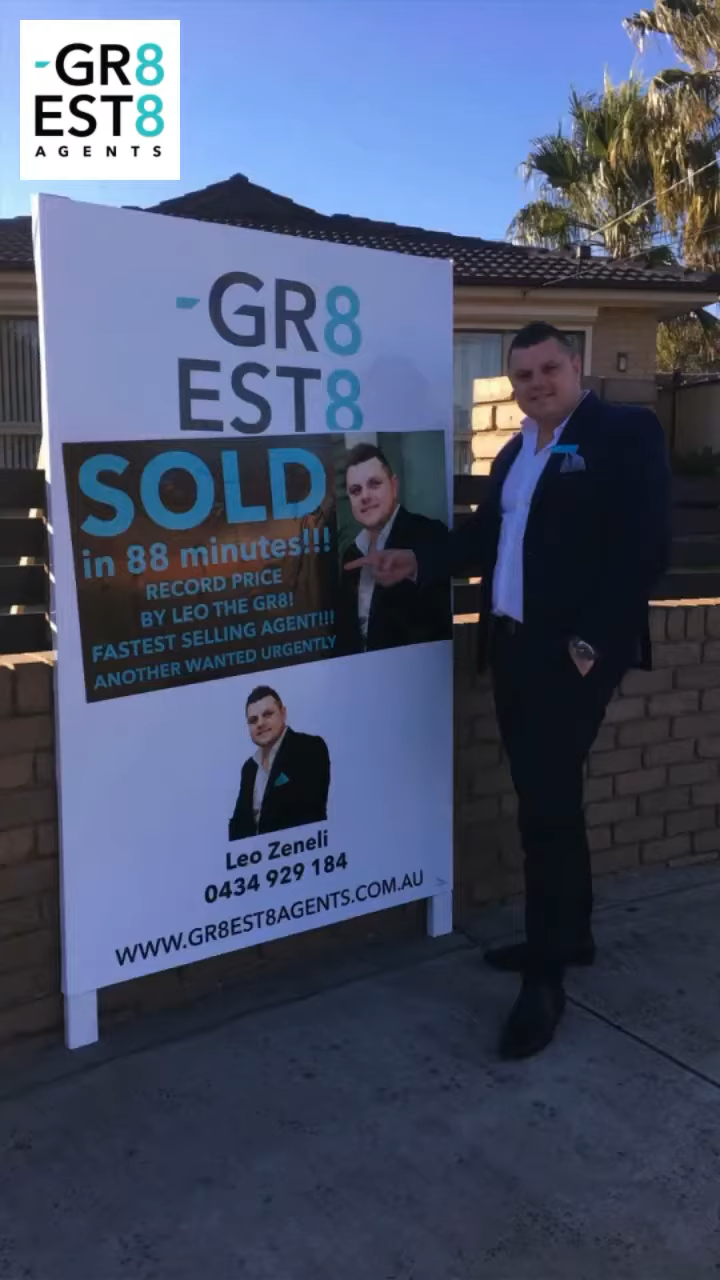 GR8
EST8
AGENTS
GR8
EST8
SOLD
in 88 minutes!!!
RECORD PRICE
BY LEO THE GR8!
FASTEST SELLING AGENT!!!
ANOTHER WANTED URGENTLY
Leo Zeneli
0434 929 184
WWW.GR8EST8AGENTS.COM.AU